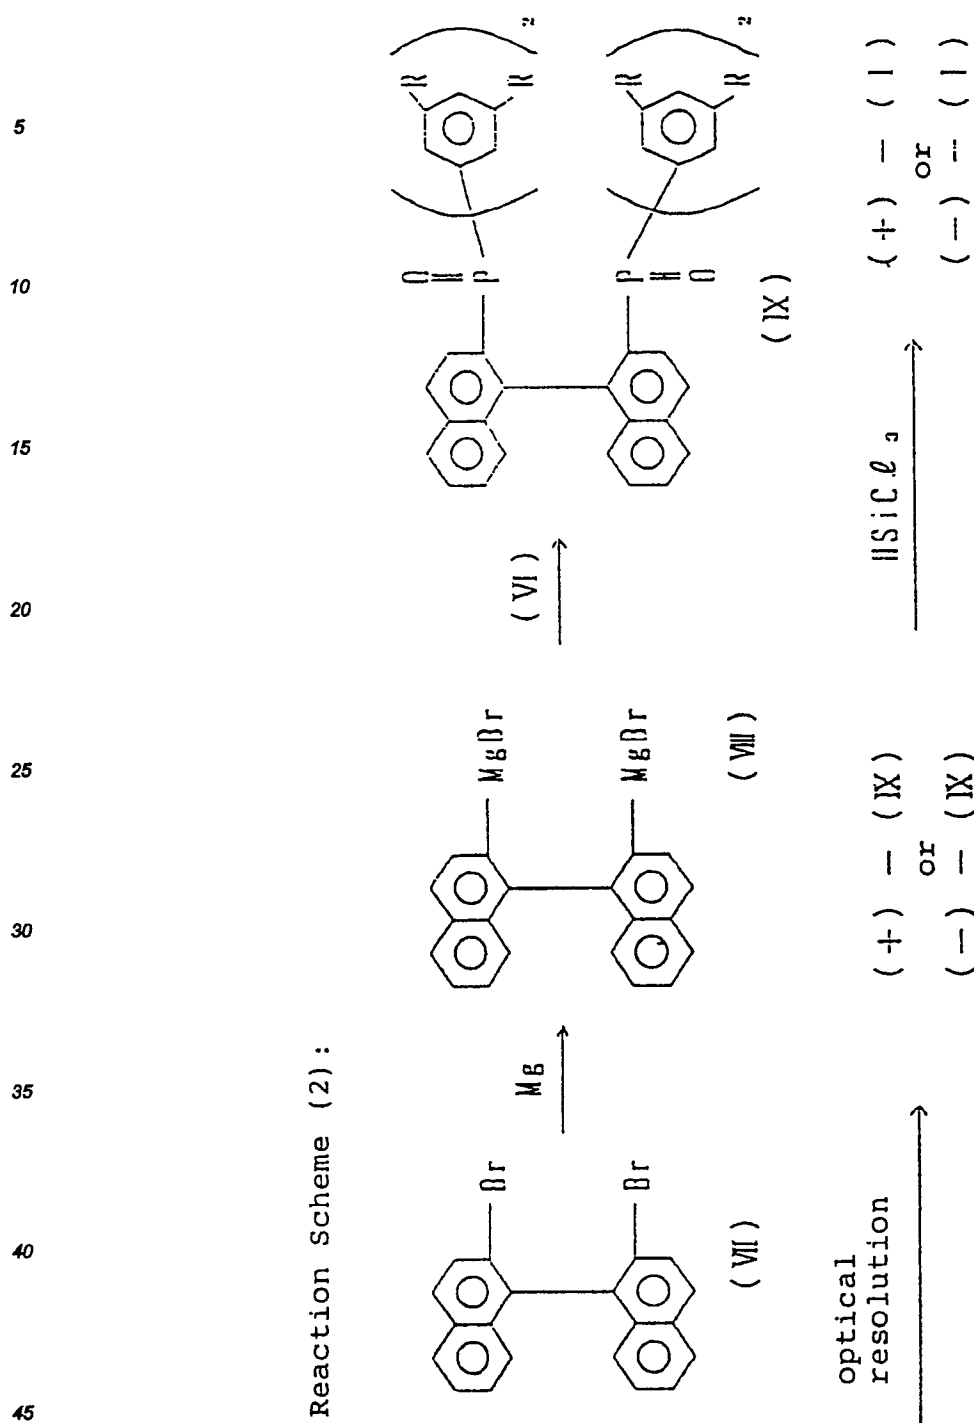 5
10
15
20
25
30
35
40
45
Reaction Scheme (2):
Br
Br
(VII)
Mg
MgBr
MgBr
(VIII)
(VI)
O
P
R
R
2
P
O
R
R
2
(IX)
optical
resolution
(+) - (IX)
or
(-) - (IX)
HSiCℓ3
(+) - (I)
or
(-) - (I)